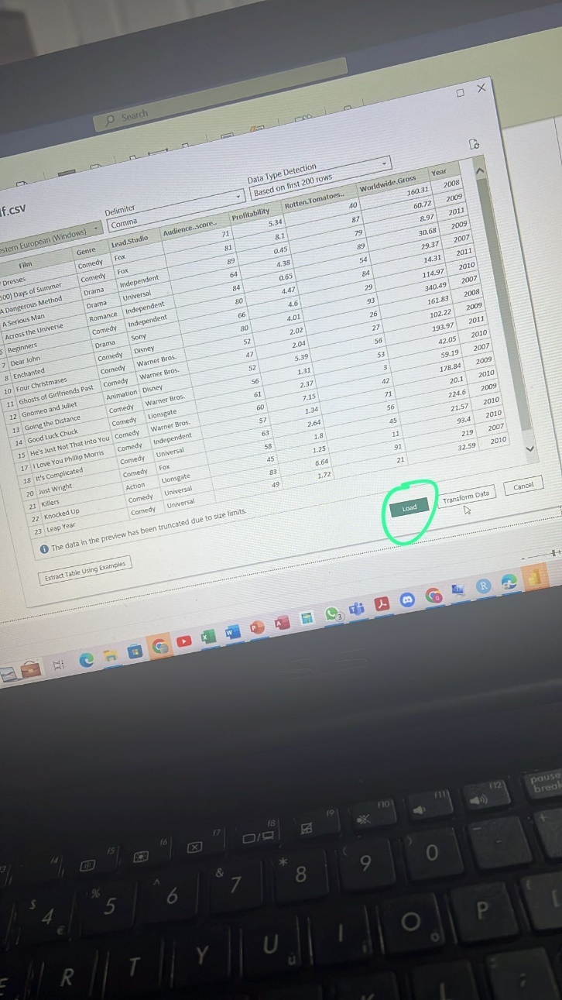 Search
lf.csv
Delimiter
Data Type Detection
estern European (Windows)
Comma
Based on first 200 rows
Film Genre Lead.Studio Audience..score.. Profitability Rotten.Tomatoes.. Worldwide.Gross Year
Dresses Comedy Fox 71 5.34 40 160.31 2008
500) Days of Summer Comedy Fox 81 8.1 87 60.72 2009
A Dangerous Method Drama Independent 89 0.45 79 8.97 2011
A Serious Man Drama Universal 64 4.38 89 30.68 2009
Across the Universe Romance Independent 84 0.65 54 29.37 2007
Beginners Comedy Independent 80 4.47 84 14.31 2011
7 Dear John Drama Sony 66 4.6 29 114.97 2010
8 Enchanted Comedy Disney 80 4.01 93 340.49 2007
10 Four Christmases Comedy Warner Bros. 52 2.02 26 161.83 2008
11 Ghosts of Girlfriends Past Comedy Warner Bros. 47 2.04 27 102.22 2009
12 Gnomeo and Juliet Animation Disney 52 5.39 56 193.97 2011
13 Going the Distance Comedy Warner Bros. 56 1.31 53 42.05 2010
14 Good Luck Chuck Comedy Lionsgate 61 2.37 3 59.19 2007
15 He's Just Not That Into You Comedy Warner Bros. 60 7.15 42 178.84 2009
17 I Love You Phillip Morris Comedy Independent 57 1.34 71 20.1 2010
18 It's Complicated Comedy Universal 63 2.64 56 224.6 2009
20 Just Wright Comedy Fox 58 1.8 45 21.57 2010
21 Killers Action Lionsgate 45 1.25 11 93.4 2010
22 Knocked Up Comedy Universal 83 6.64 91 219 2007
23 Leap Year Comedy Universal 49 1.72 21 32.59 2010
The data in the preview has been truncated due to size limits.
Load Transform Data Cancel
Extract Table Using Examples
pause
break
f5 f6 f7 f8 f9 f10 f11 f12
$ 4 € % 5 ^ 6 & 7 * 8 ( 9 ) 0
R T Y U ù I O P